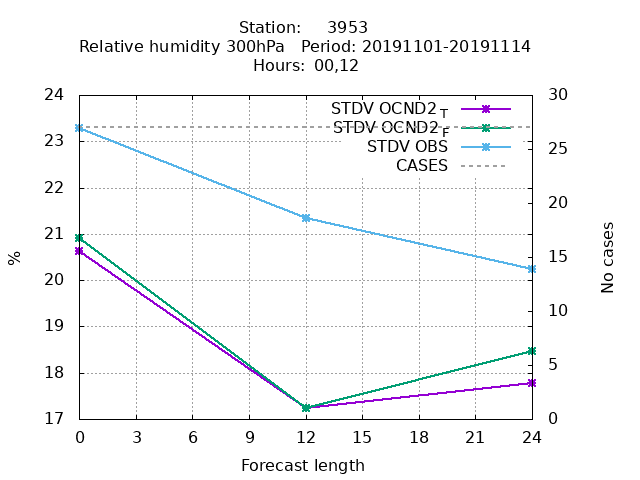 Station: 3953
Relative humidity 300hPa Period: 20191101-20191114
Hours: 00,12
24
23
22
21
20
19
18
17
%
30
25
20
15
10
5
0
No cases
STDV OCND2 T
STDV OCND2 F
STDV OBS
CASES
0 3 6 9 12 15 18 21 24
Forecast length